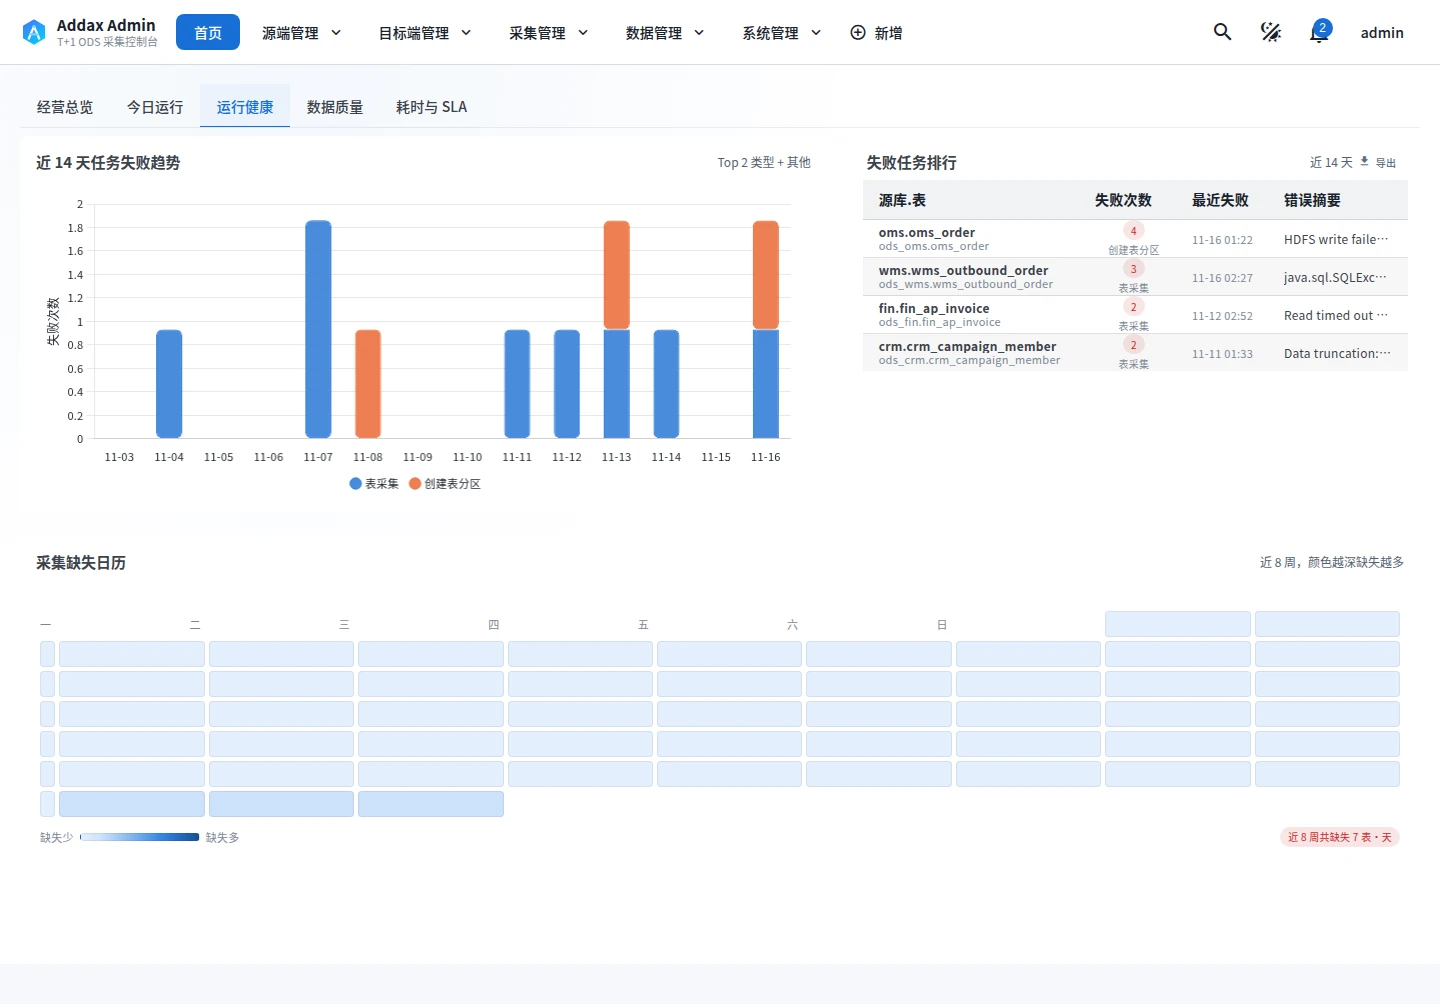 Addax Admin
T+1 ODS 采集控制台
首页
源端管理
目标端管理
采集管理
数据管理
系统管理
新增
2
admin
经营总览
今日运行
运行健康
数据质量
耗时与 SLA
近 14 天任务失败趋势
Top 2 类型 + 其他
失败次数
2
1.8
1.6
1.4
1.2
1
0.8
0.6
0.4
0.2
0
11-03 11-04 11-05 11-06 11-07 11-08 11-09 11-10 11-11 11-12 11-13 11-14 11-15 11-16
表采集 创建表分区
失败任务排行
近 14 天 导出
源库.表 失败次数 最近失败 错误摘要
oms.oms_order
ods_oms.oms_order
4
创建表分区
11-16 01:22
HDFS write faile…
wms.wms_outbound_order
ods_wms.wms_outbound_order
3
表采集
11-16 02:27
java.sql.SQLExc…
fin.fin_ap_invoice
ods_fin.fin_ap_invoice
2
表采集
11-12 02:52
Read timed out …
crm.crm_campaign_member
ods_crm.crm_campaign_member
2
表采集
11-11 01:33
Data truncation:…
采集缺失日历
近 8 周，颜色越深缺失越多
一 二 三 四 五 六 日
缺失少 缺失多
近 8 周共缺失 7 表・天